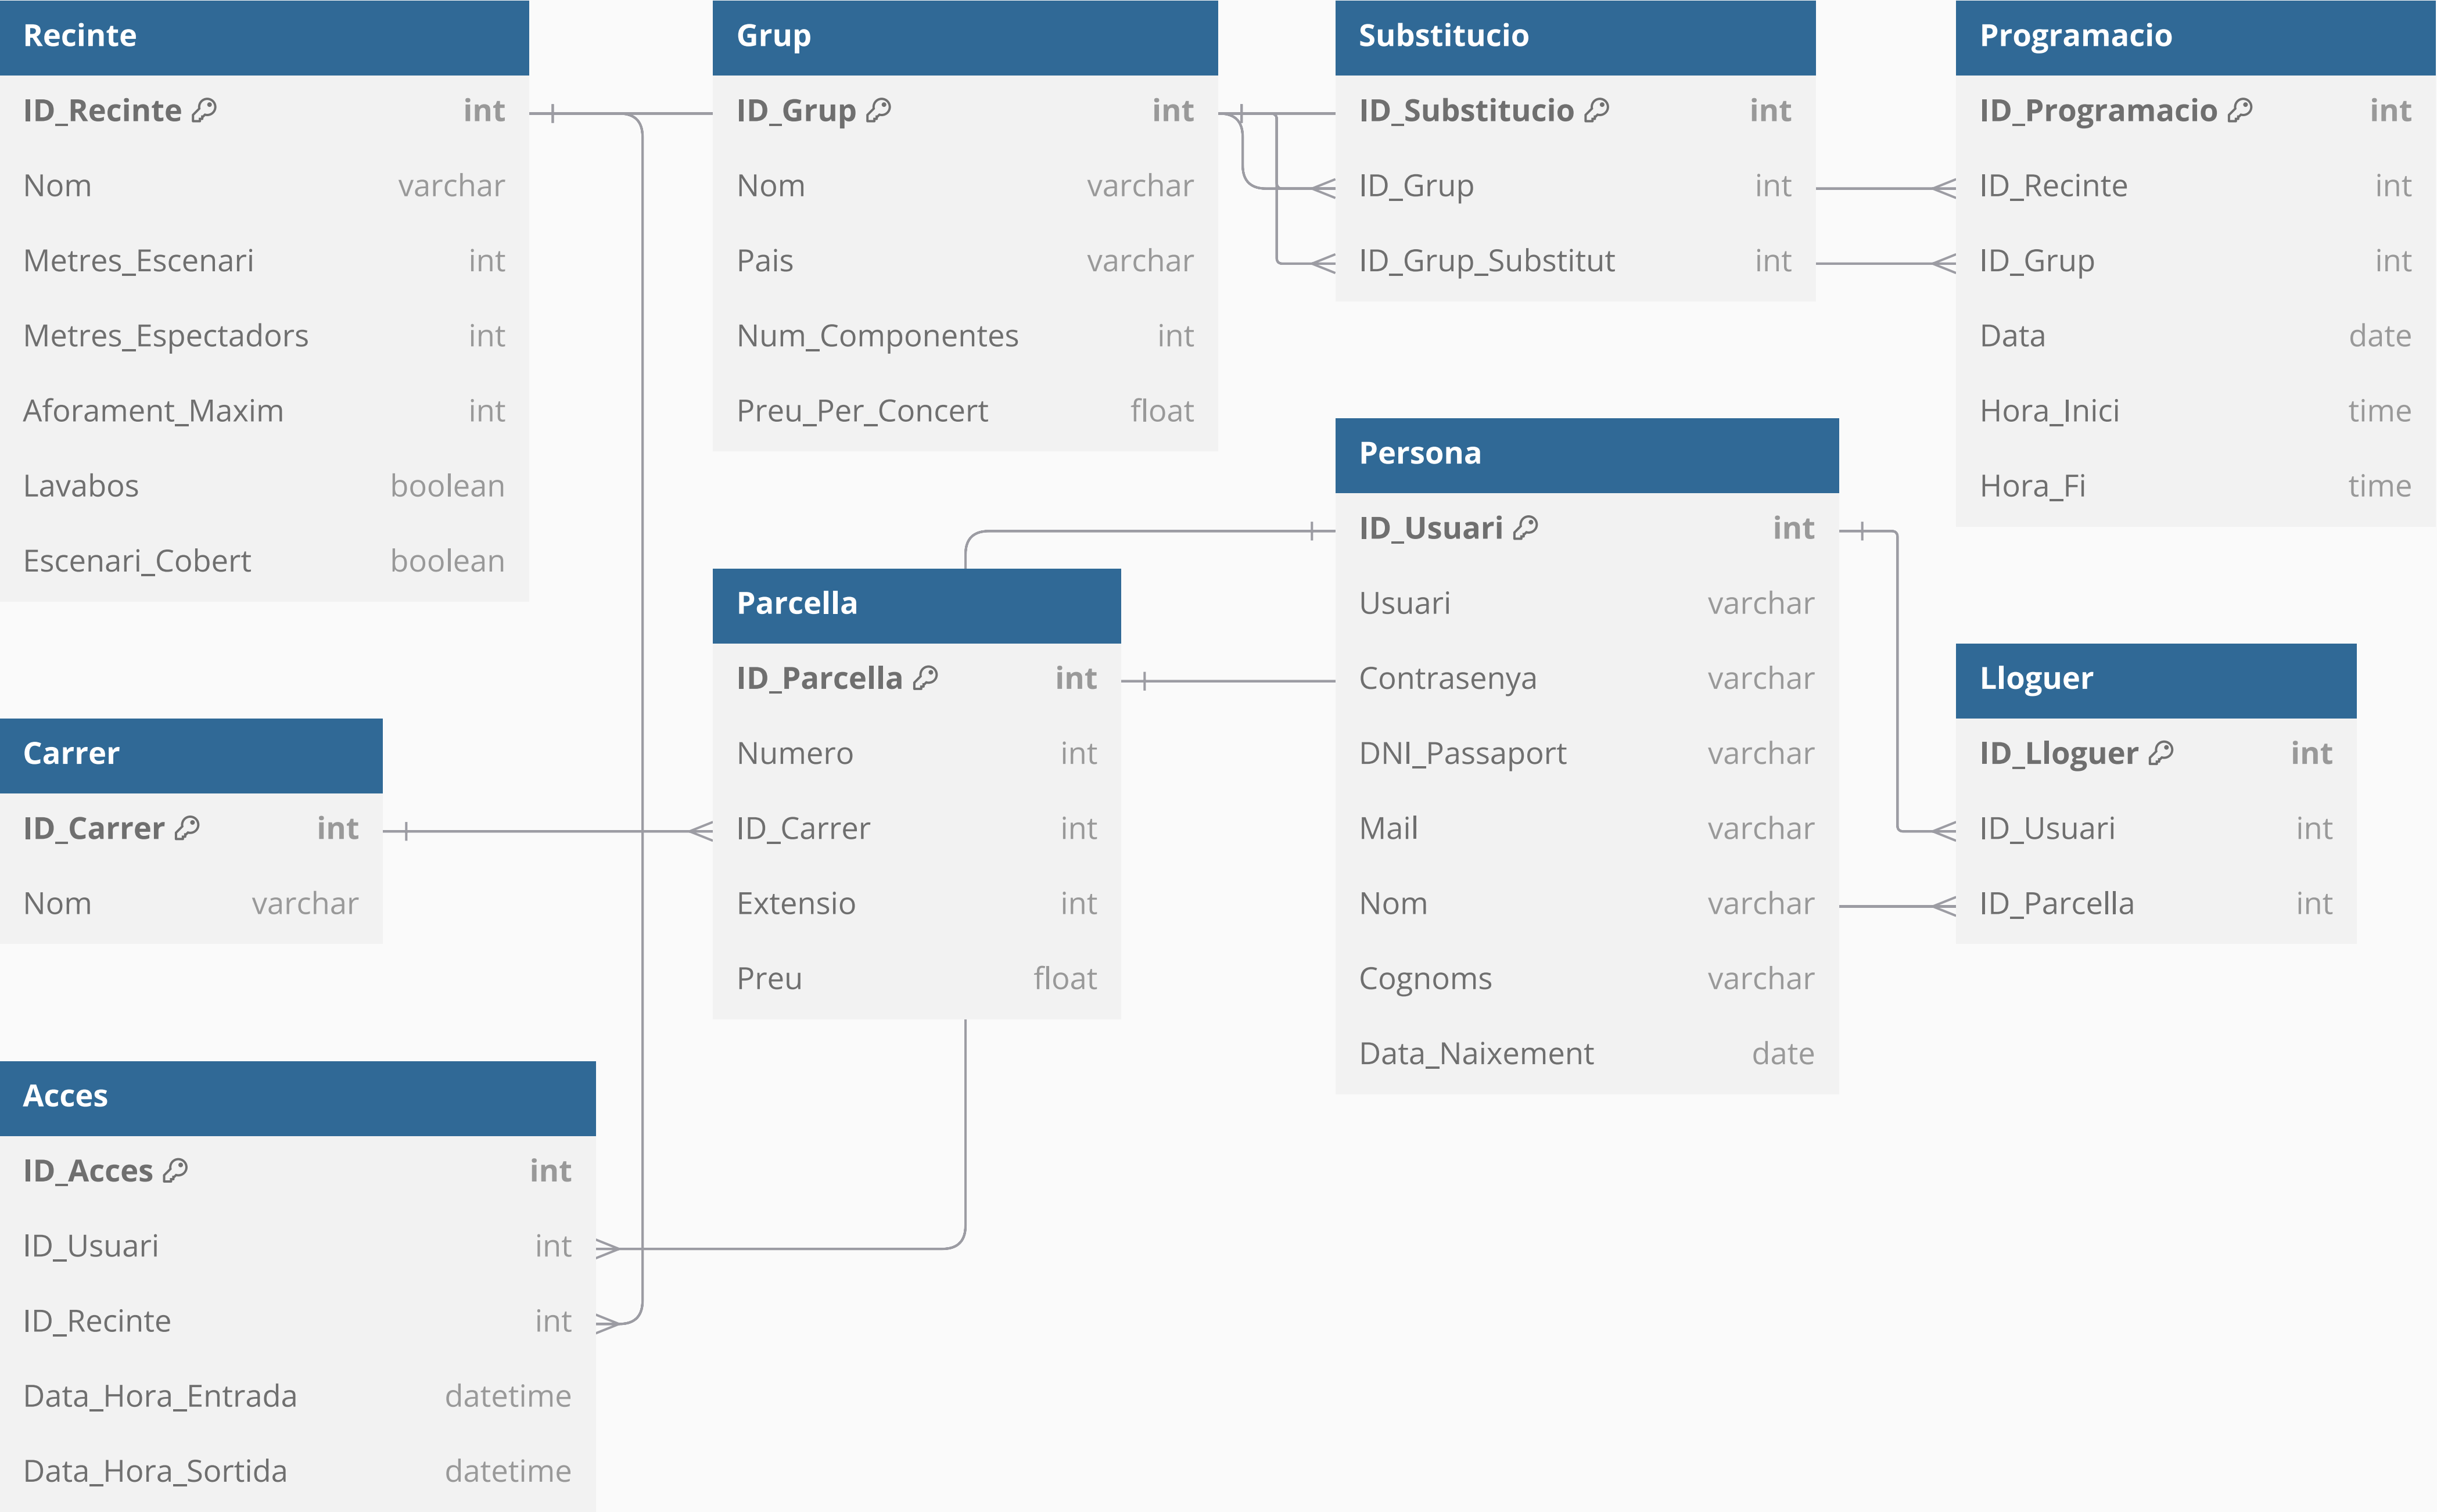 Recinte
ID_Recinte int
Nom varchar
Metres_Escenari int
Metres_Espectadors int
Aforament_Maxim int
Lavabos boolean
Escenari_Cobert boolean
Grup
ID_Grup int
Nom varchar
Pais varchar
Num_Componentes int
Preu_Per_Concert float
Substitucio
ID_Substitucio int
ID_Grup int
ID_Grup_Substitut int
Programacio
ID_Programacio int
ID_Recinte int
ID_Grup int
Data date
Hora_Inici time
Hora_Fi time
Persona
ID_Usuari int
Usuari varchar
Contrasenya varchar
DNI_Passaport varchar
Mail varchar
Nom varchar
Cognoms varchar
Data_Naixement date
Parcella
ID_Parcella int
Numero int
ID_Carrer int
Extensio int
Preu float
Lloguer
ID_Lloguer int
ID_Usuari int
ID_Parcella int
Carrer
ID_Carrer int
Nom varchar
Acces
ID_Acces int
ID_Usuari int
ID_Recinte int
Data_Hora_Entrada datetime
Data_Hora_Sortida datetime